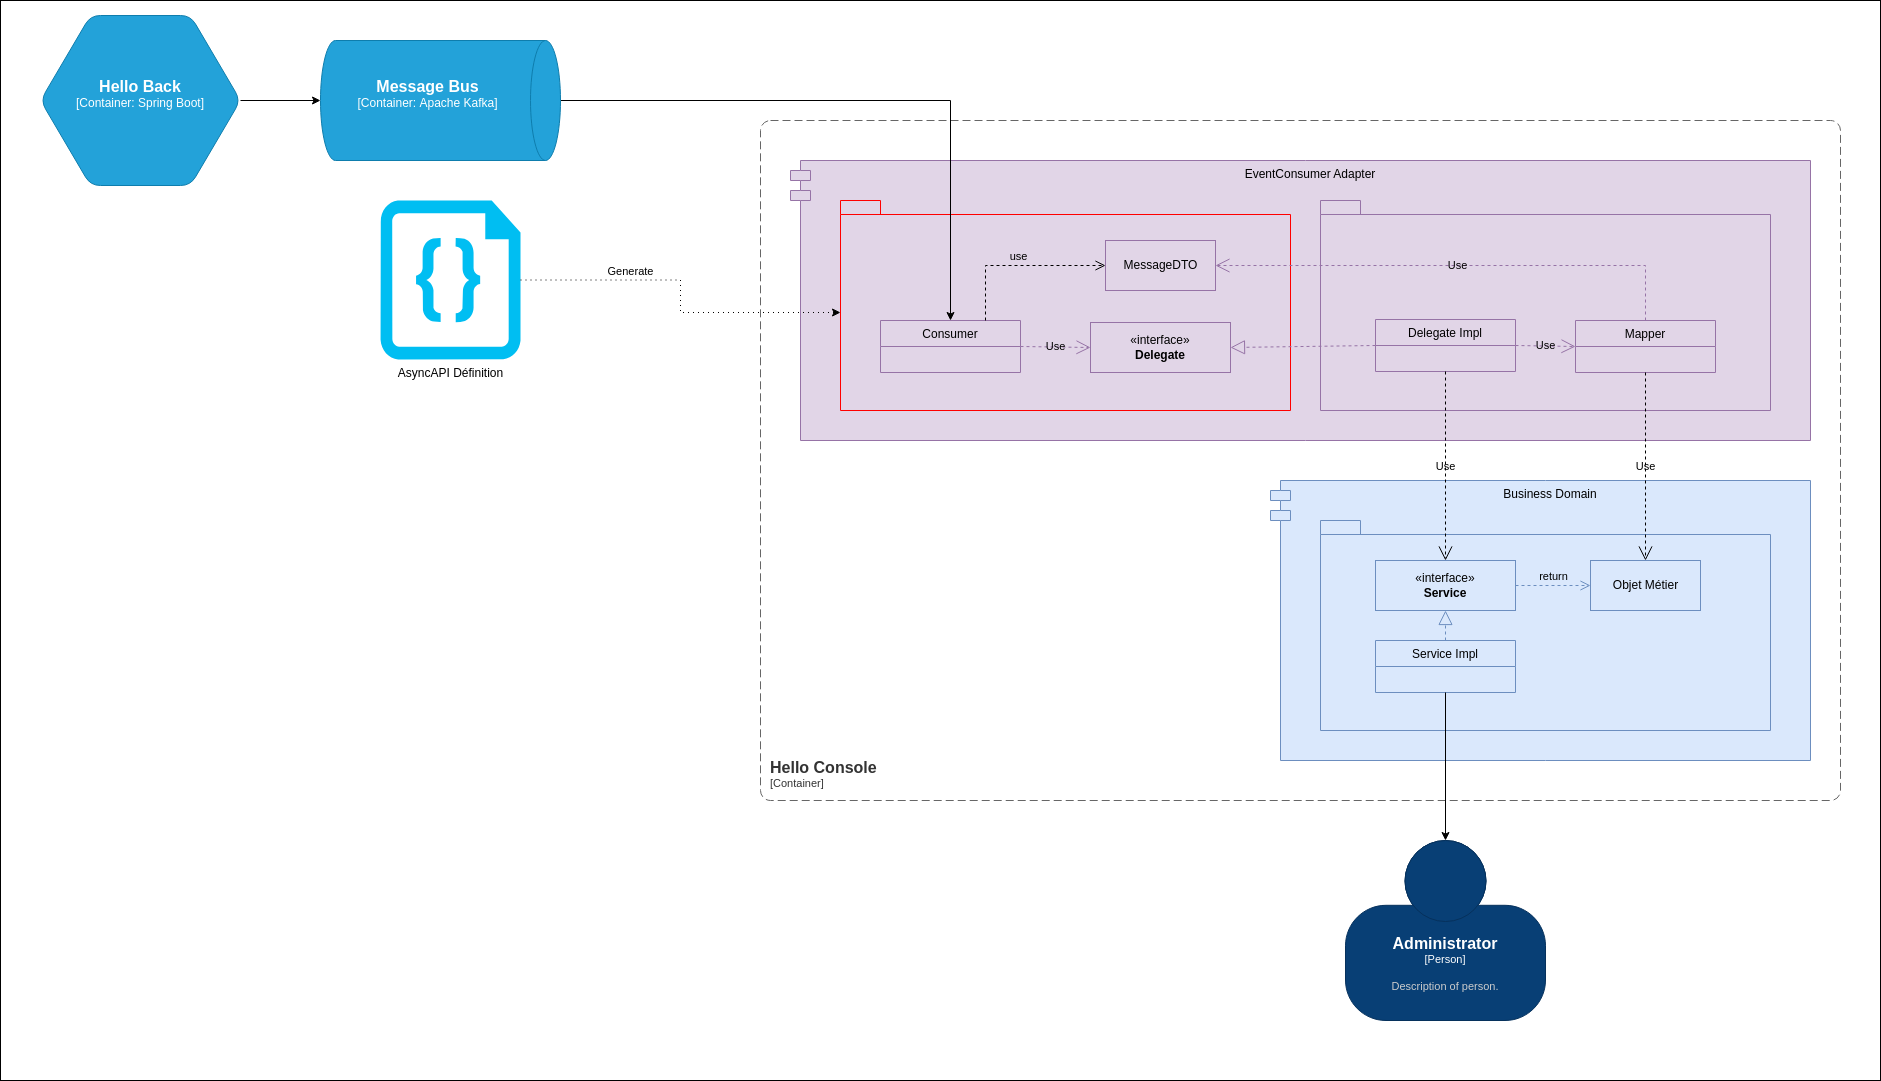 Hello Back
[Container: Spring Boot]
Message Bus
[Container: Apache Kafka]
EventConsumer Adapter
Generate
AsyncAPI Définition
use
MessageDTO
Use
Consumer
Use
«interface»
Delegate
Delegate Impl
Use
Mapper
Use
Use
Business Domain
«interface»
Service
return
Objet Métier
Service Impl
Hello Console
[Container]
Administrator
[Person]
Description of person.